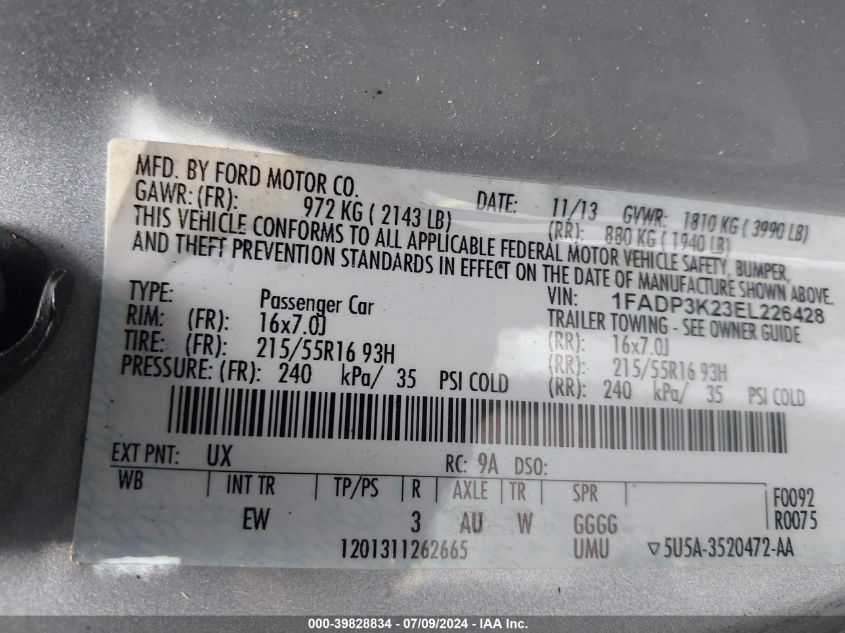 MFD. BY FORD MOTOR CO.
DATE: 11/13 GVWR: 1810 KG ( 3990 LB)
GAWR: (FR): 972 KG ( 2143 LB) (RR): 880 KG ( 1940 LB)
THIS VEHICLE CONFORMS TO ALL APPLICABLE FEDERAL MOTOR VEHICLE SAFETY, BUMPER,
AND THEFT PREVENTION STANDARDS IN EFFECT ON THE DATE OF MANUFACTURE SHOWN ABOVE.
VIN: 1FADP3K23EL226428
TYPE: Passenger Car TRAILER TOWING - SEE OWNER GUIDE
RIM: (FR): 16x7.0J (RR): 16x7.0J
TIRE: (FR): 215/55R16 93H (RR): 215/55R16 93H
PRESSURE: (FR): 240 kPa/ 35 PSI COLD (RR): 240 kPa/ 35 PSI COLD
EXT PNT: UX RC: 9A DSO:
WB INT TR TP/PS R AXLE TR SPR F0092
EW 3 AU W GGGG R0075
1201311262665 UMU ▽5U5A-3520472-AA
000-39828834 / 07/09/2024 - IAA Inc.